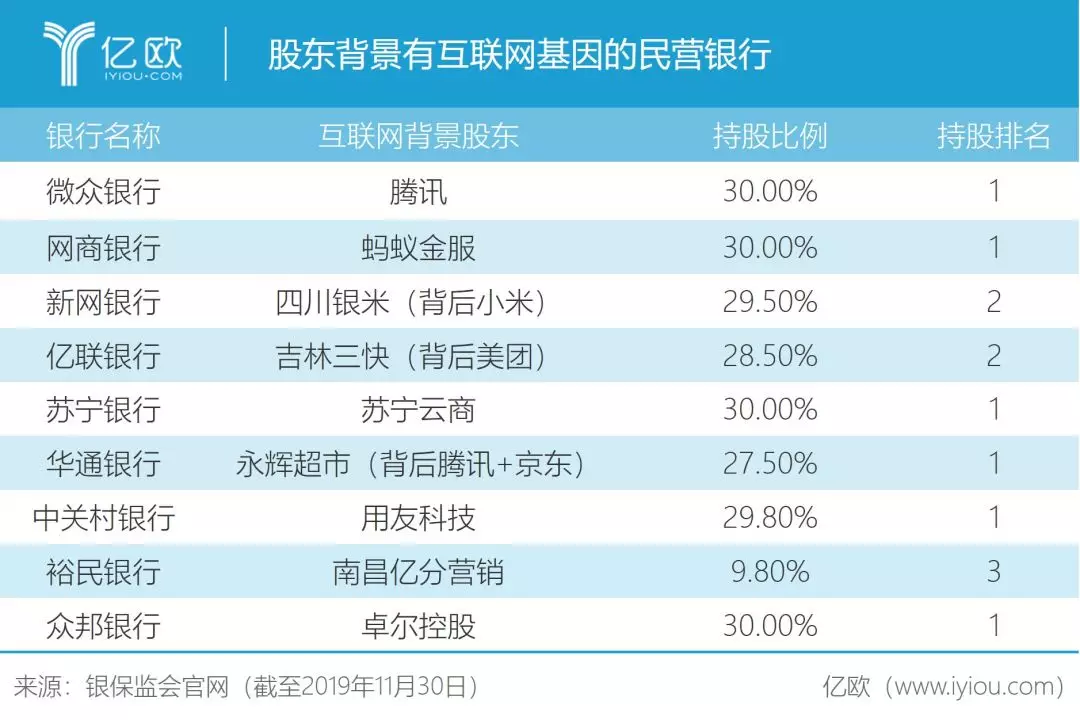 亿欧
IYIOU·COM
股东背景有互联网基因的民营银行
银行名称 互联网背景股东 持股比例 持股排名
微众银行 腾讯 30.00% 1
网商银行 蚂蚁金服 30.00% 1
新网银行 四川银米（背后小米） 29.50% 2
亿联银行 吉林三快（背后美团） 28.50% 2
苏宁银行 苏宁云商 30.00% 1
华通银行 永辉超市（背后腾讯+京东） 27.50% 1
中关村银行 用友科技 29.80% 1
裕民银行 南昌亿分营销 9.80% 3
众邦银行 卓尔控股 30.00% 1
来源：银保监会官网（截至2019年11月30日） 亿欧（www.iyiou.com）